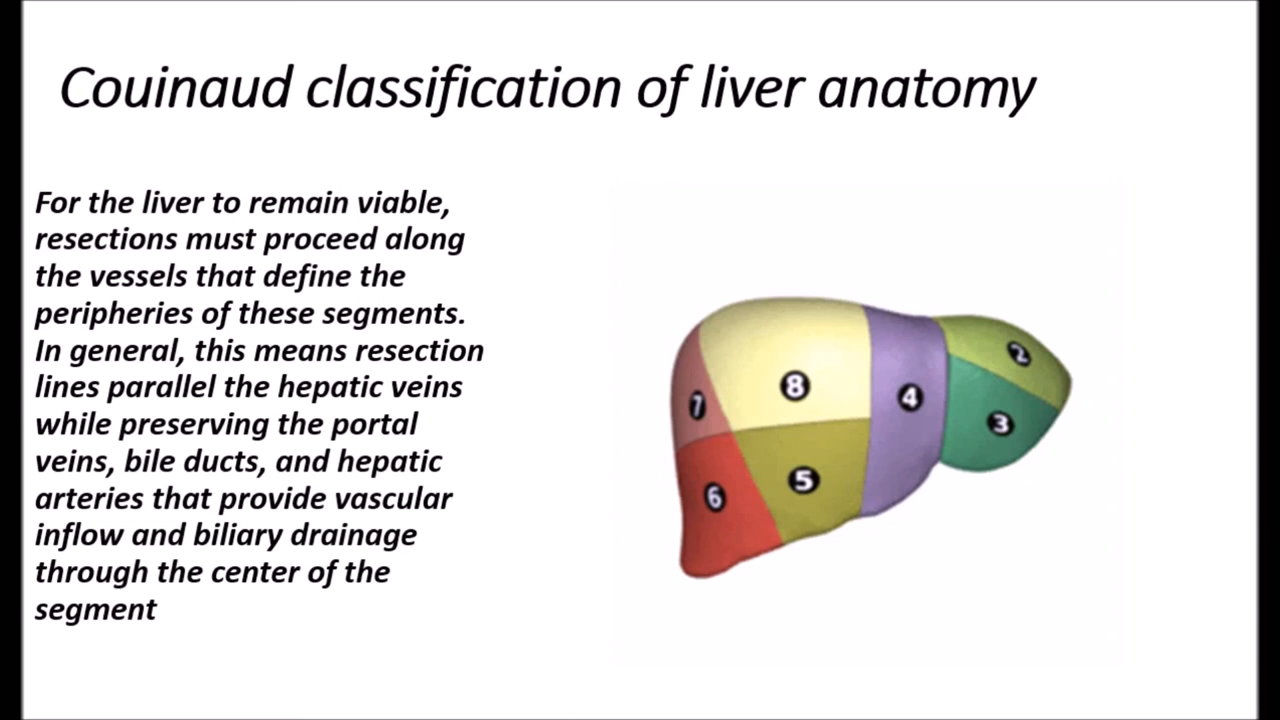 Couinaud classification of liver anatomy
For the liver to remain viable,
resections must proceed along
the vessels that define the
peripheries of these segments.
In general, this means resection
lines parallel the hepatic veins
while preserving the portal
veins, bile ducts, and hepatic
arteries that provide vascular
inflow and biliary drainage
through the center of the
segment
2
8
4
7
3
5
6